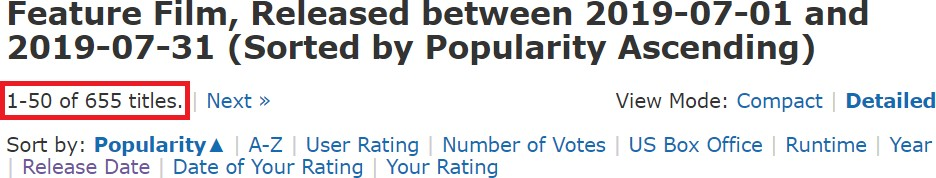 Feature Film, Released between 2019-07-01 and
2019-07-31 (Sorted by Popularity Ascending)
1-50 of 655 titles. | Next » View Mode: Compact | Detailed
Sort by: Popularity▲ | A-Z | User Rating | Number of Votes | US Box Office | Runtime | Year
| Release Date | Date of Your Rating | Your Rating